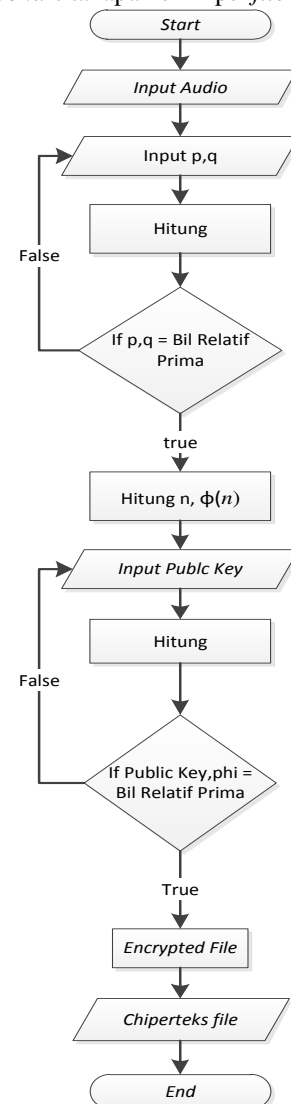 Start
Input Audio
Input p,q
Hitung
False
If p,q = Bil Relatif
Prima
true
Hitung n, ϕ(n)
Input Publc Key
Hitung
False
If Public Key,phi =
Bil Relatif Prima
True
Encrypted File
Chiperteks file
End